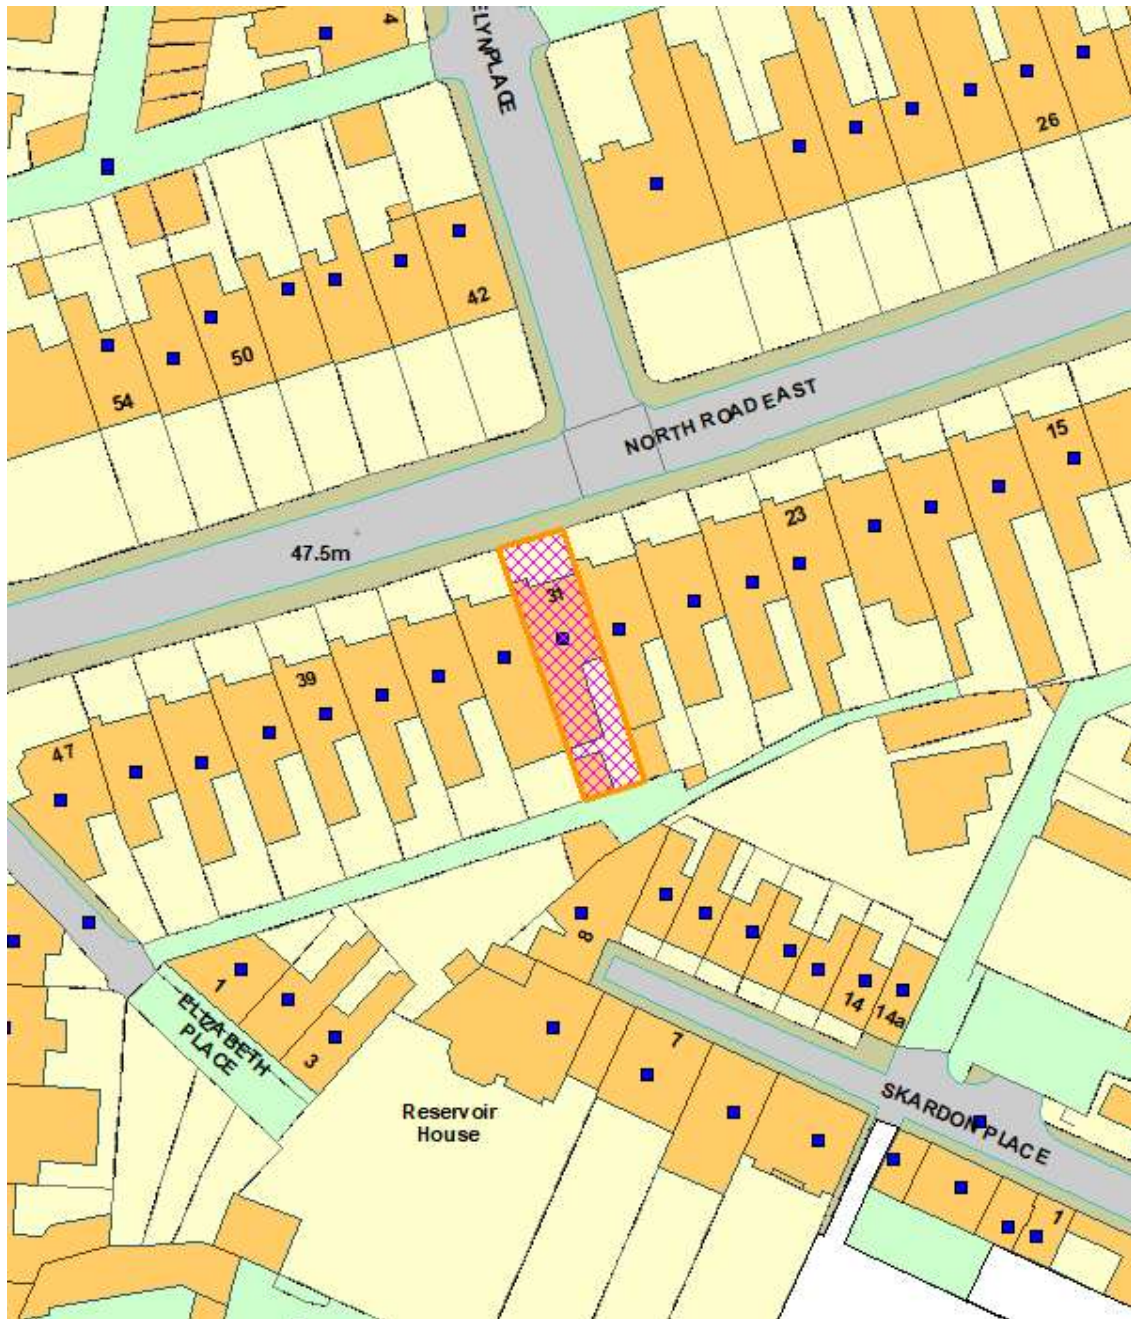 4
ELYN PLACE
26
42
50
54
NORTH ROAD EAST
15
23
47.5m
31
39
47
8
1
ELIZABETH
PLACE
3
14
14a
7
Reservoir
House
SKARDON PLACE
1